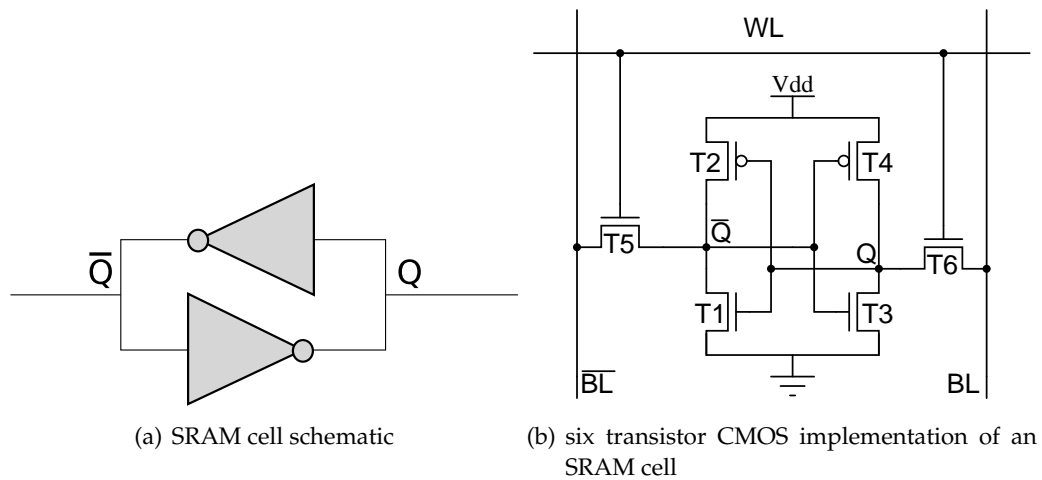 Q̅
Q
(a) SRAM cell schematic
WL
Vdd
T2
T4
Q̅
Q
T5
T6
T1
T3
B̅L̅
BL
(b) six transistor CMOS implementation of an
SRAM cell